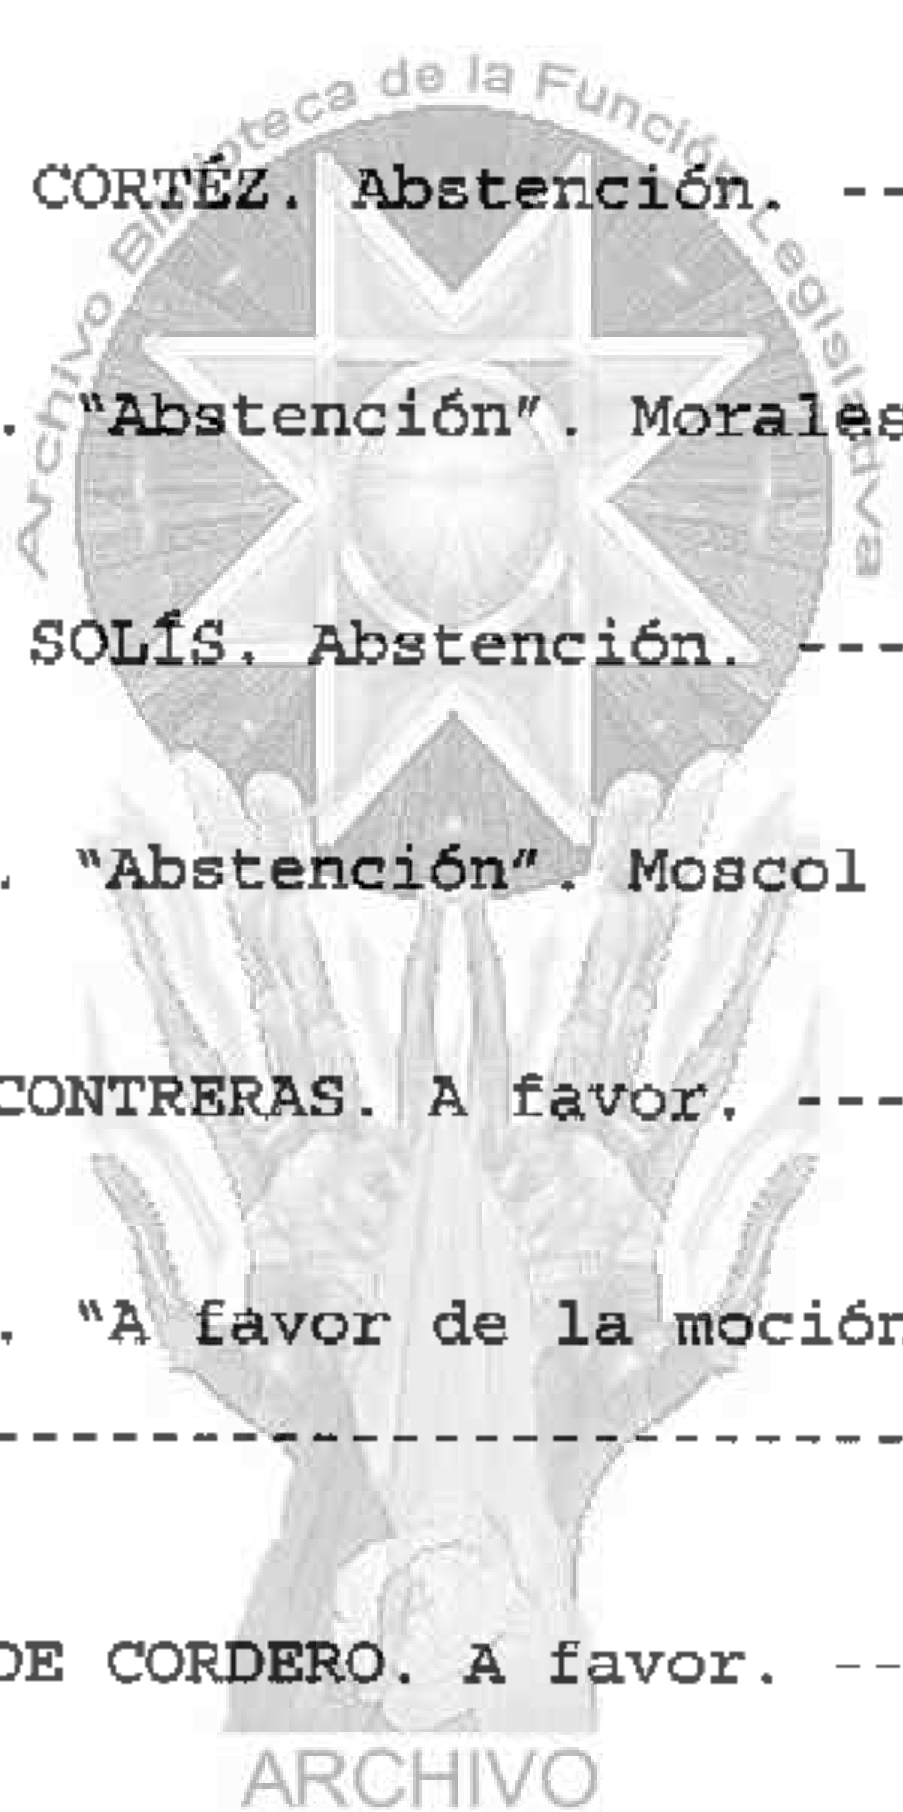 Archivo Biblioteca de la Función Legislativa
CORTÉZ. Abstención. --
. "Abstención". Morales
SOLÍS. Abstención. ---
. "Abstención". Moscol
CONTRERAS. A favor. ---
. "A favor de la moción
-----------------------
DE CORDERO. A favor. --
ARCHIVO